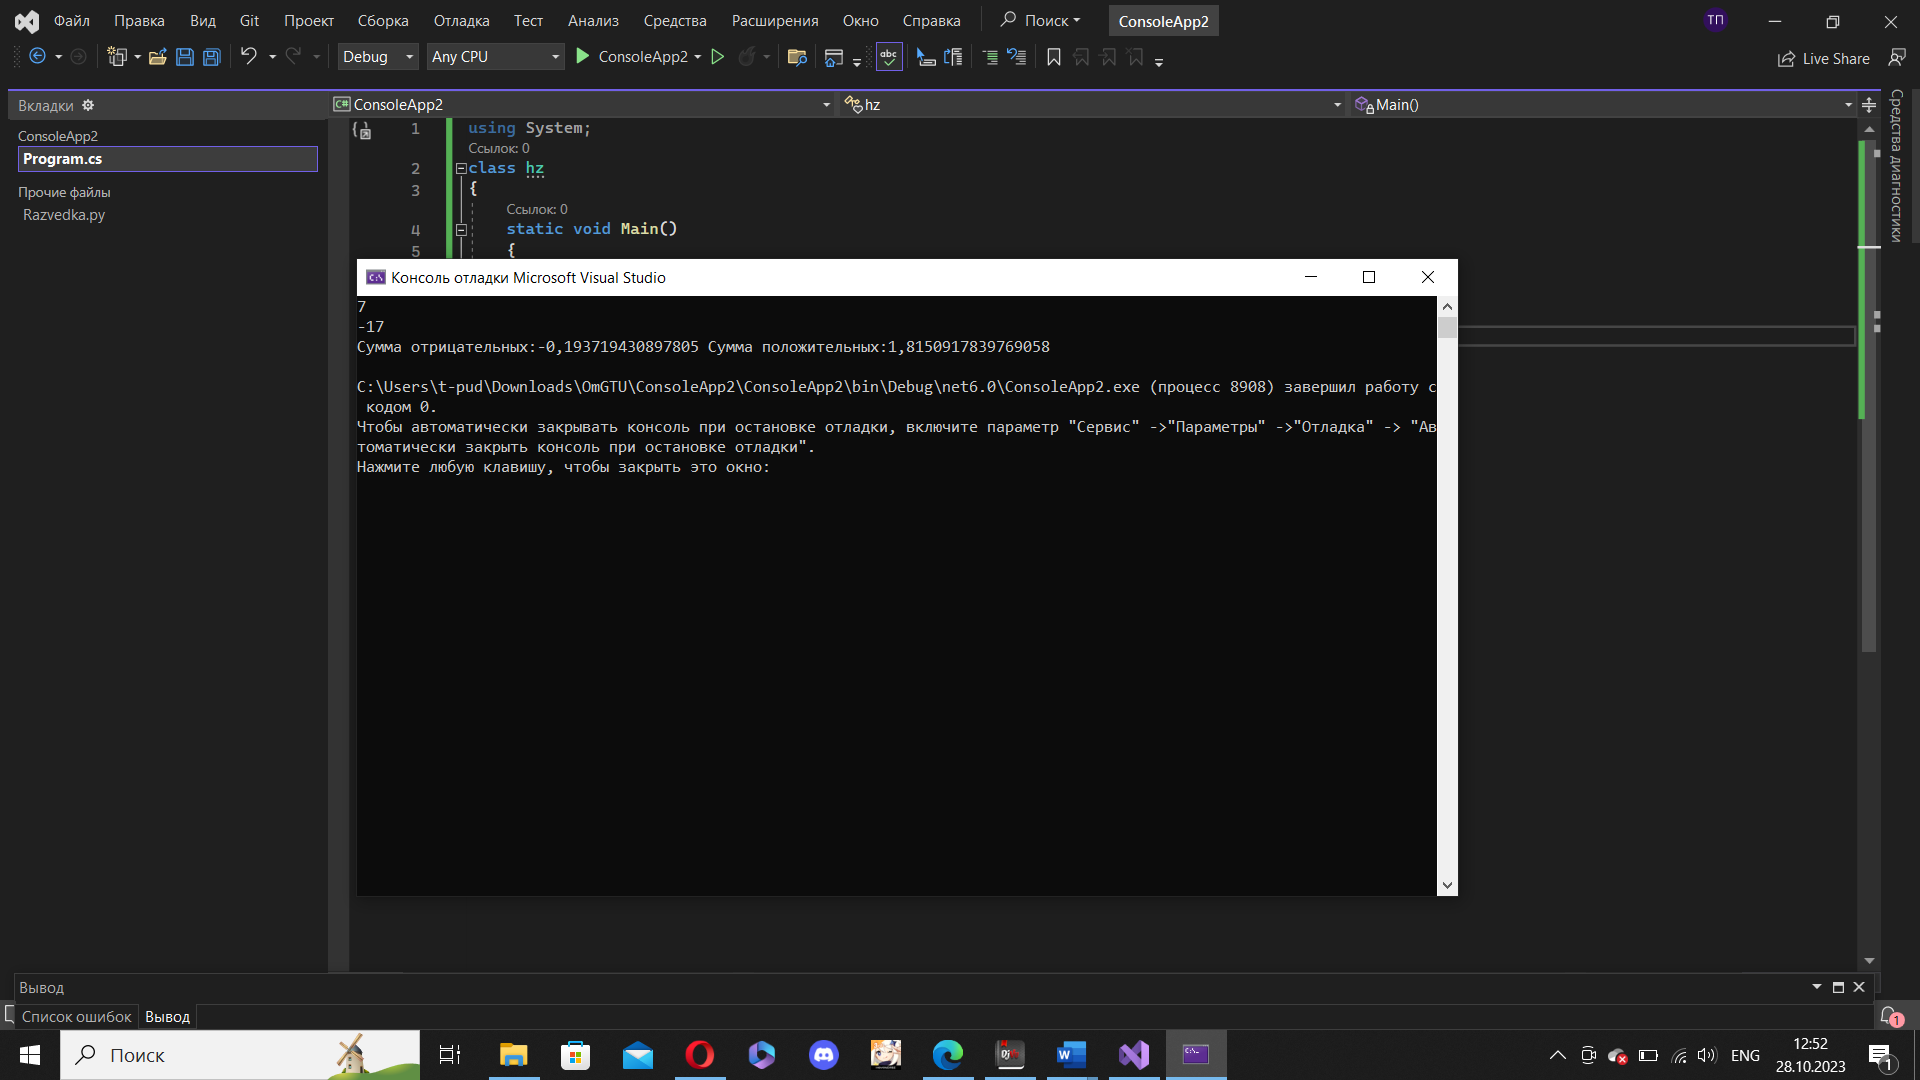 Файл Правка Вид Git Проект Сборка Отладка Тест Анализ Средства Расширения Окно Справка Поиск ConsoleApp2 ТП
Debug Any CPU ConsoleApp2 abc Live Share
Вкладки
ConsoleApp2
Program.cs
Прочие файлы
Razvedka.py
C# ConsoleApp2 hz Main()
1 using System;
Ссылок: 0
2 class hz
3 {
Ссылок: 0
4 static void Main()
5 {
Средства диагностики
C:\ Консоль отладки Microsoft Visual Studio
7
-17
Сумма отрицательных:-0,193719430897805 Сумма положительных:1,8150917839769058
C:\Users\t-pud\Downloads\OmGTU\ConsoleApp2\ConsoleApp2\bin\Debug\net6.0\ConsoleApp2.exe (процесс 8908) завершил работу с
кодом 0.
Чтобы автоматически закрывать консоль при остановке отладки, включите параметр "Сервис" ->"Параметры" ->"Отладка" -> "Ав
томатически закрыть консоль при остановке отладки".
Нажмите любую клавишу, чтобы закрыть это окно:
Вывод
Список ошибок Вывод
1
Поиск
ENG
12:52
28.10.2023
1